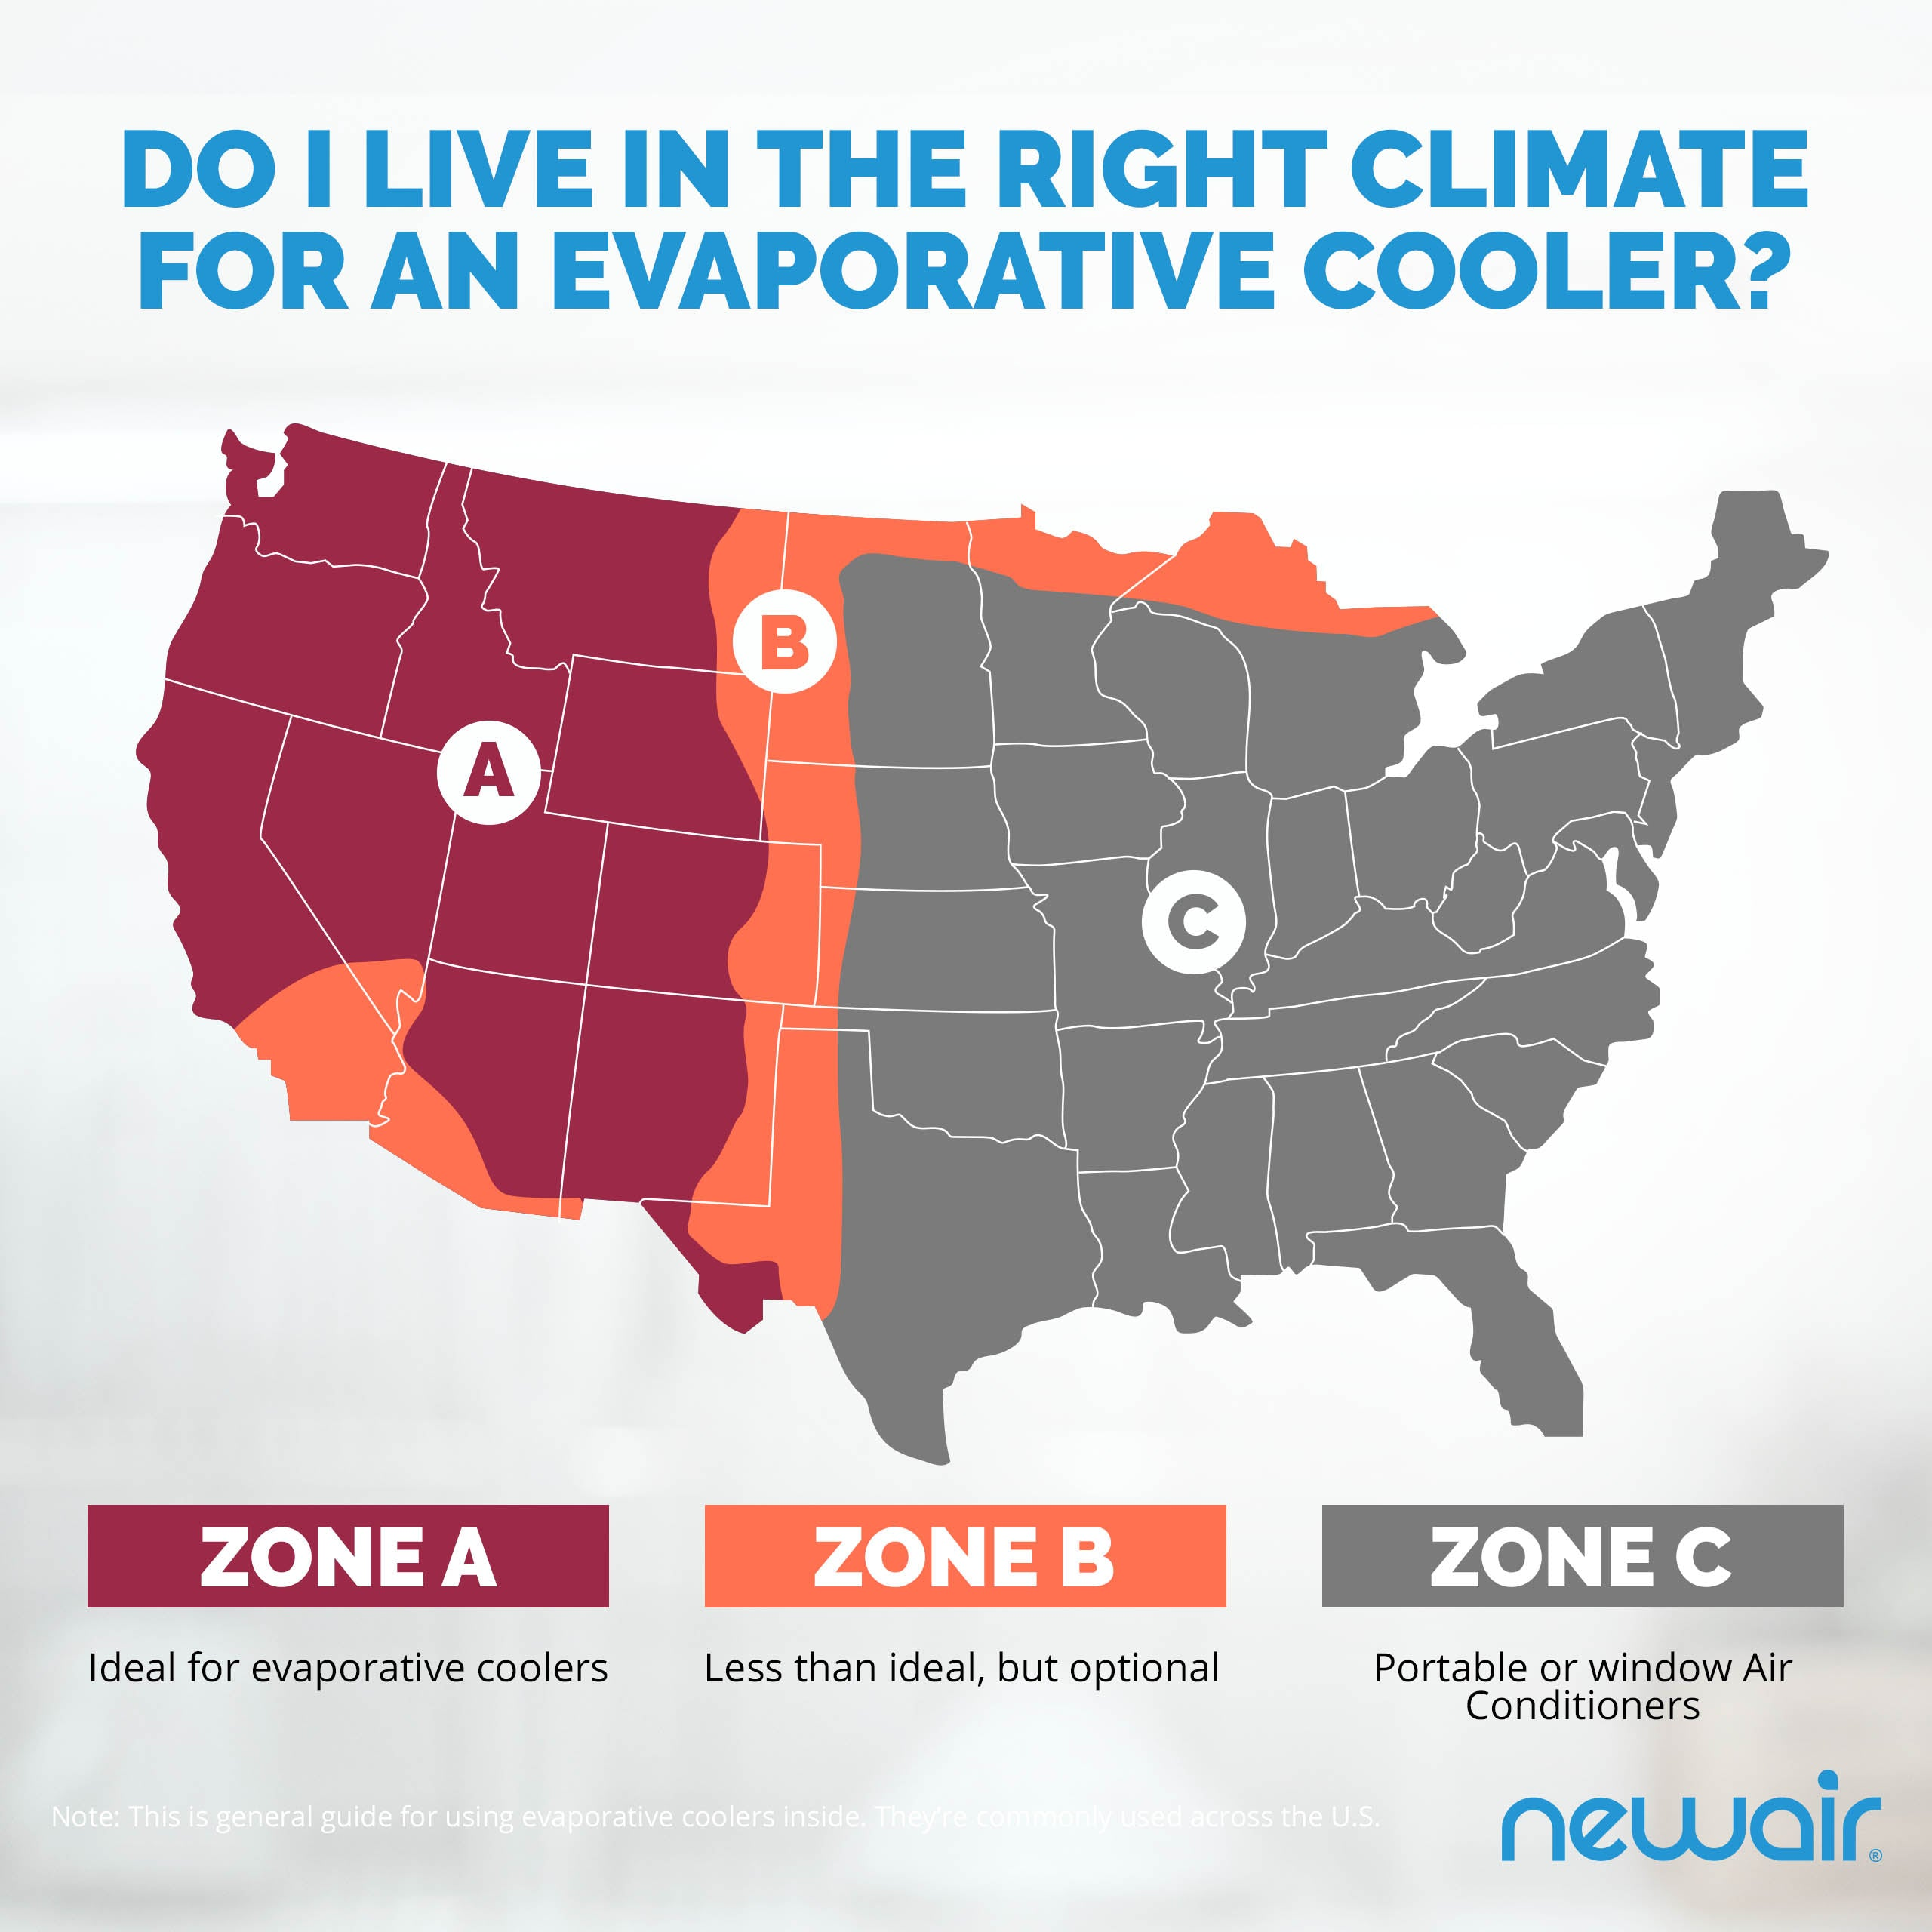 DO I LIVE IN THE RIGHT CLIMATE
FOR AN EVAPORATIVE COOLER?
B
A
C
ZONE A
ZONE B
ZONE C
Ideal for evaporative coolers
Less than ideal, but optional
Portable or window Air
Conditioners
Note: This is general guide for using evaporative coolers inside. They're commonly used across the U.S.
newair®